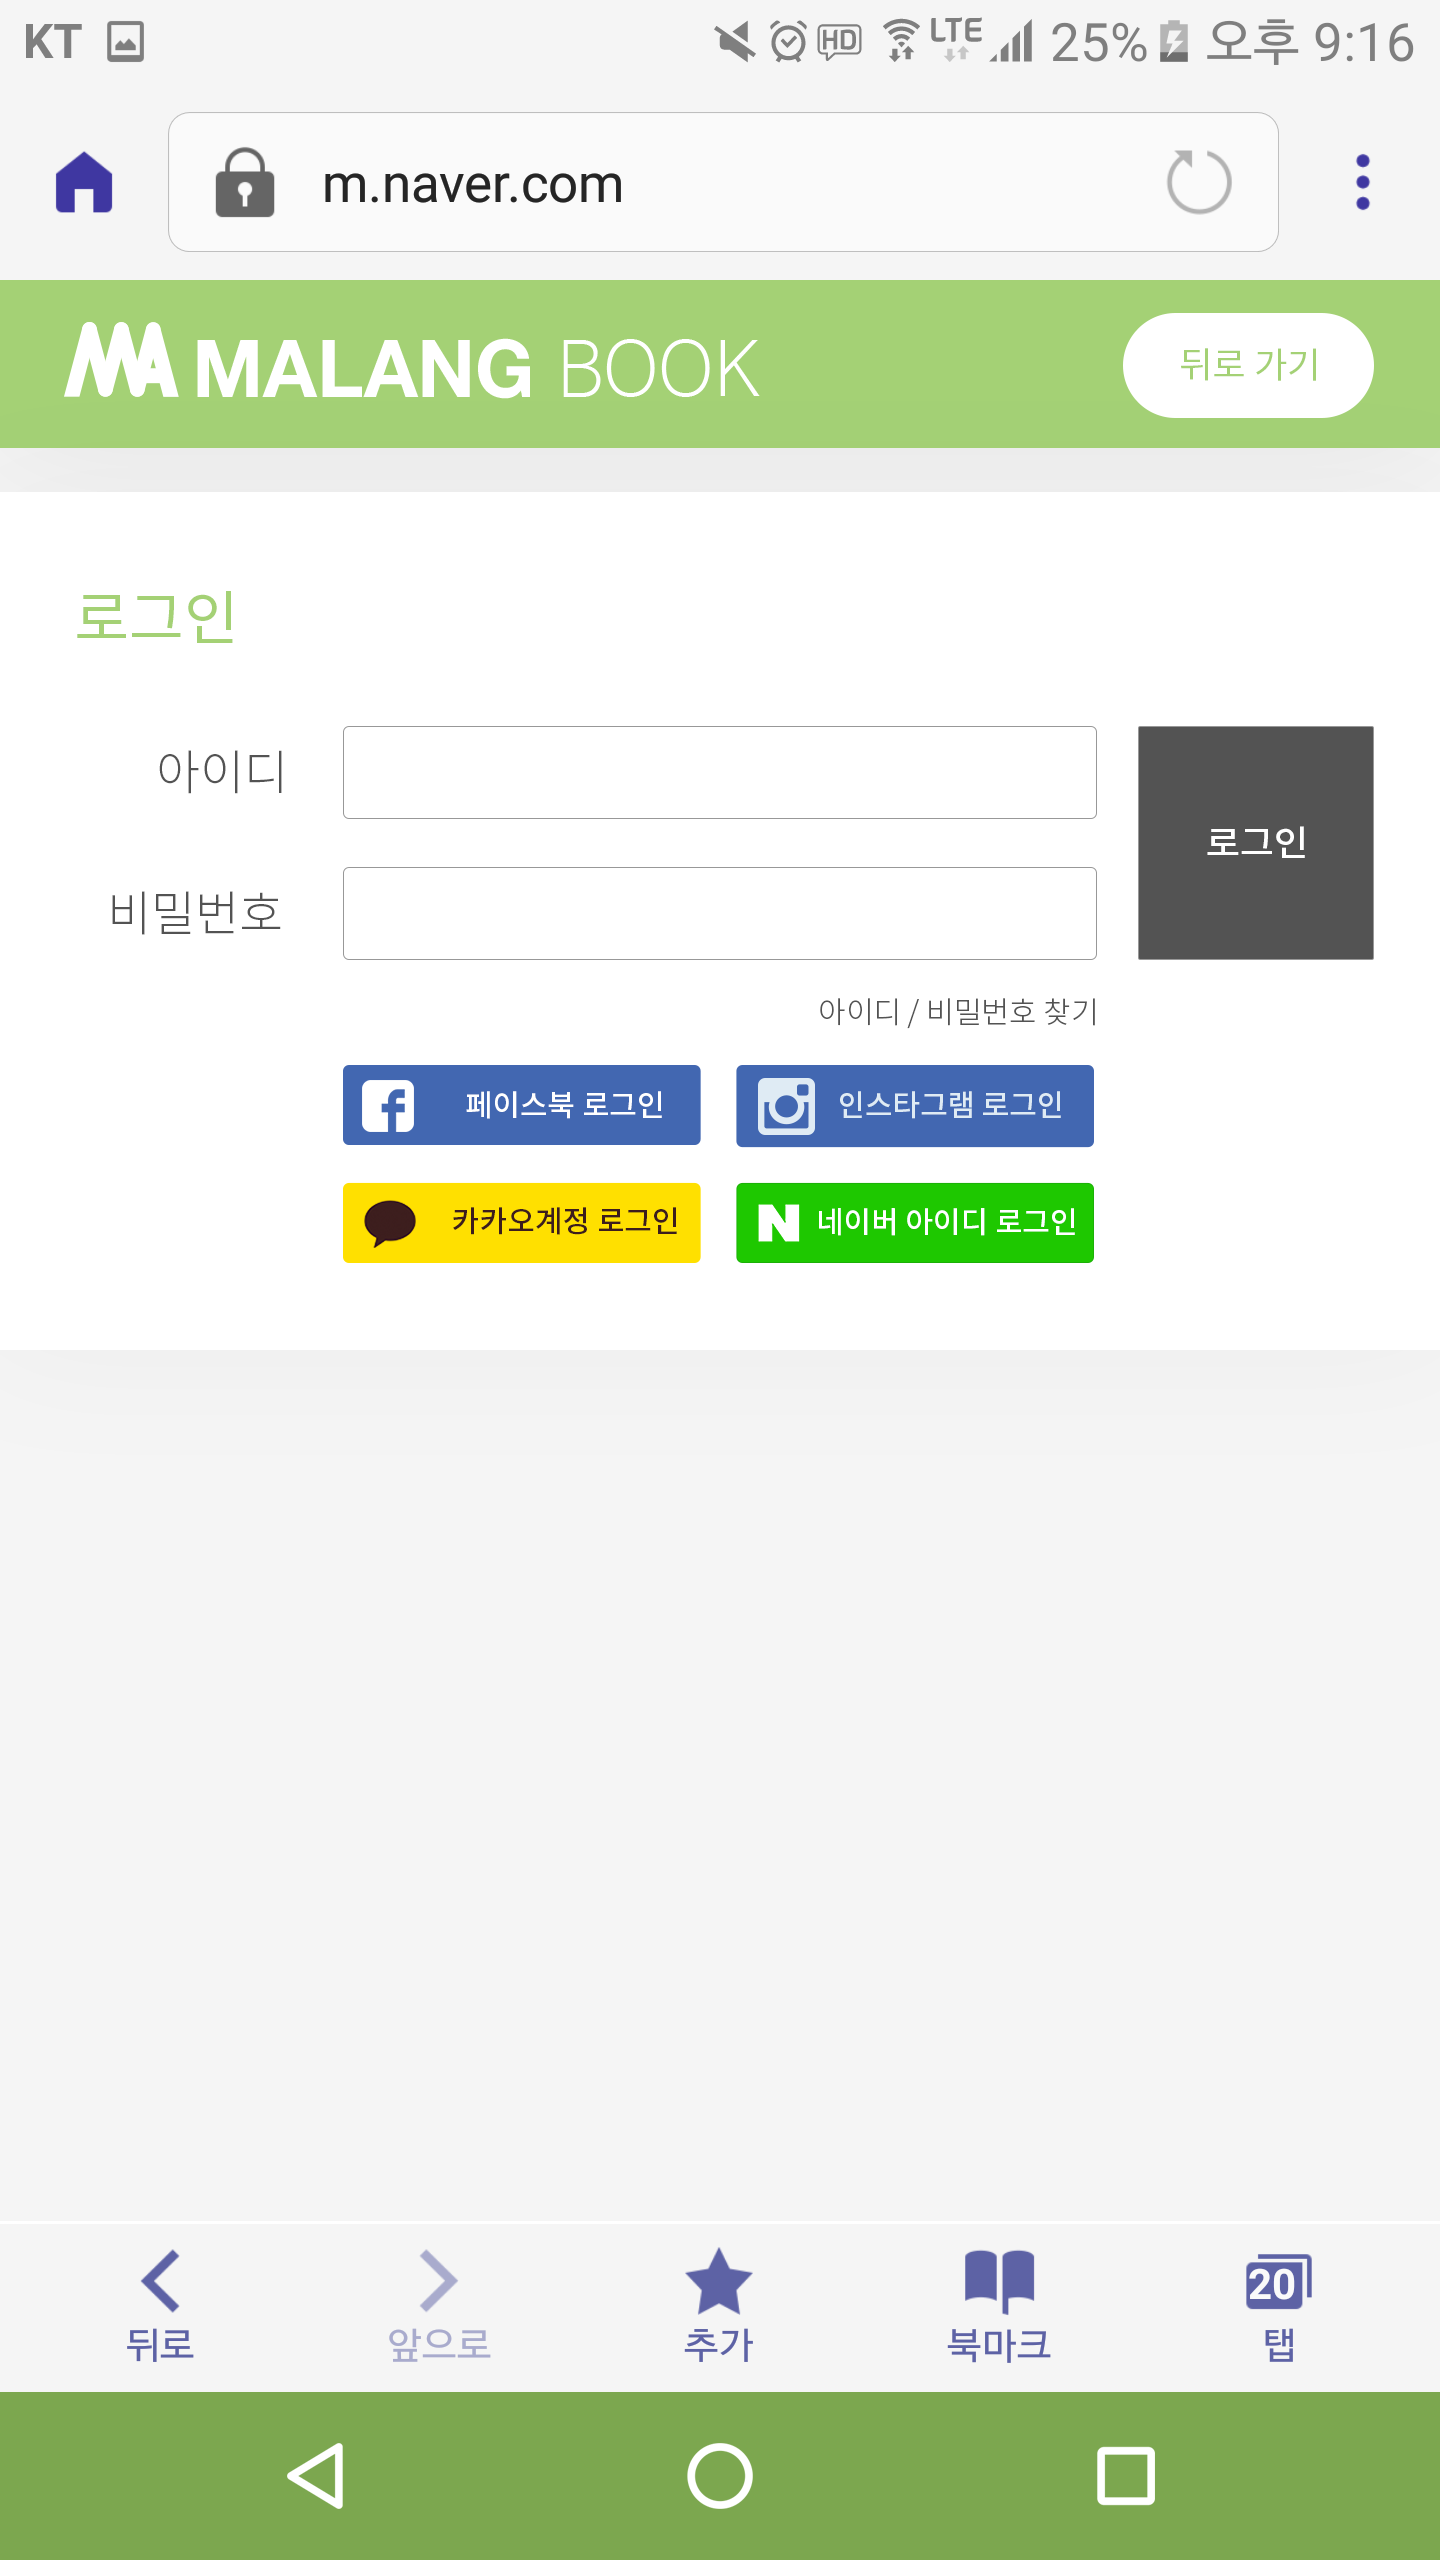 KT LTE HD 25% 오후 9:16
m.naver.com
MALANG BOOK 뒤로 가기
로그인
아이디
로그인
비밀번호
아이디 / 비밀번호 찾기
페이스북 로그인 인스타그램 로그인
카카오계정 로그인 네이버 아이디 로그인
뒤로 앞으로 추가 북마크 20 탭